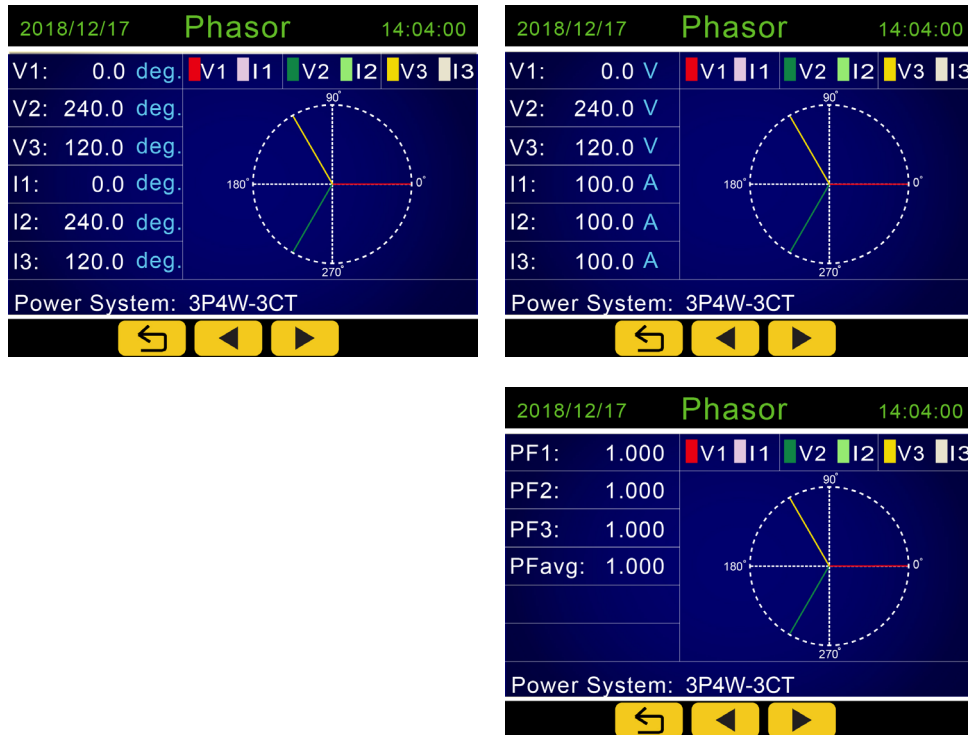 2018/12/17 Phasor 14:04:00
V1: 0.0 deg. V1 I1 V2 I2 V3 I3
V2: 240.0 deg.
V3: 120.0 deg.
I1: 0.0 deg.
I2: 240.0 deg.
I3: 120.0 deg.
90°
180° 0°
270°
Power System: 3P4W-3CT
2018/12/17 Phasor 14:04:00
V1: 0.0 V V1 I1 V2 I2 V3 I3
V2: 240.0 V
V3: 120.0 V
I1: 100.0 A
I2: 100.0 A
I3: 100.0 A
90°
180° 0°
270°
Power System: 3P4W-3CT
2018/12/17 Phasor 14:04:00
PF1: 1.000 V1 I1 V2 I2 V3 I3
PF2: 1.000
PF3: 1.000
PFavg: 1.000
90°
180° 0°
270°
Power System: 3P4W-3CT